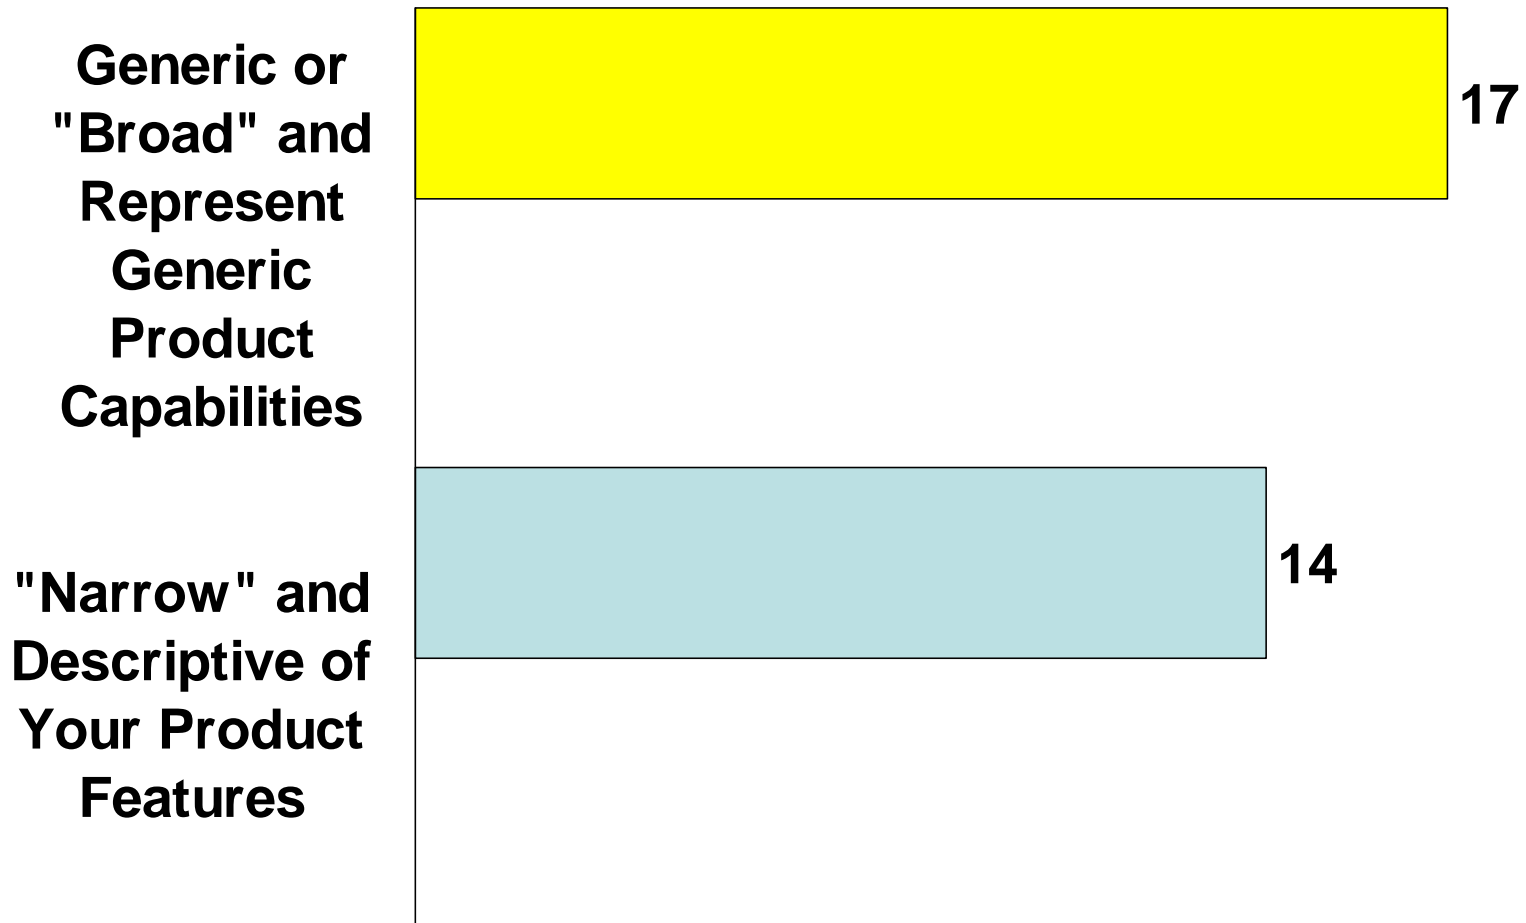 Generic or
"Broad" and
Represent
Generic
Product
Capabilities
17
"Narrow" and
Descriptive of
Your Product
Features
14